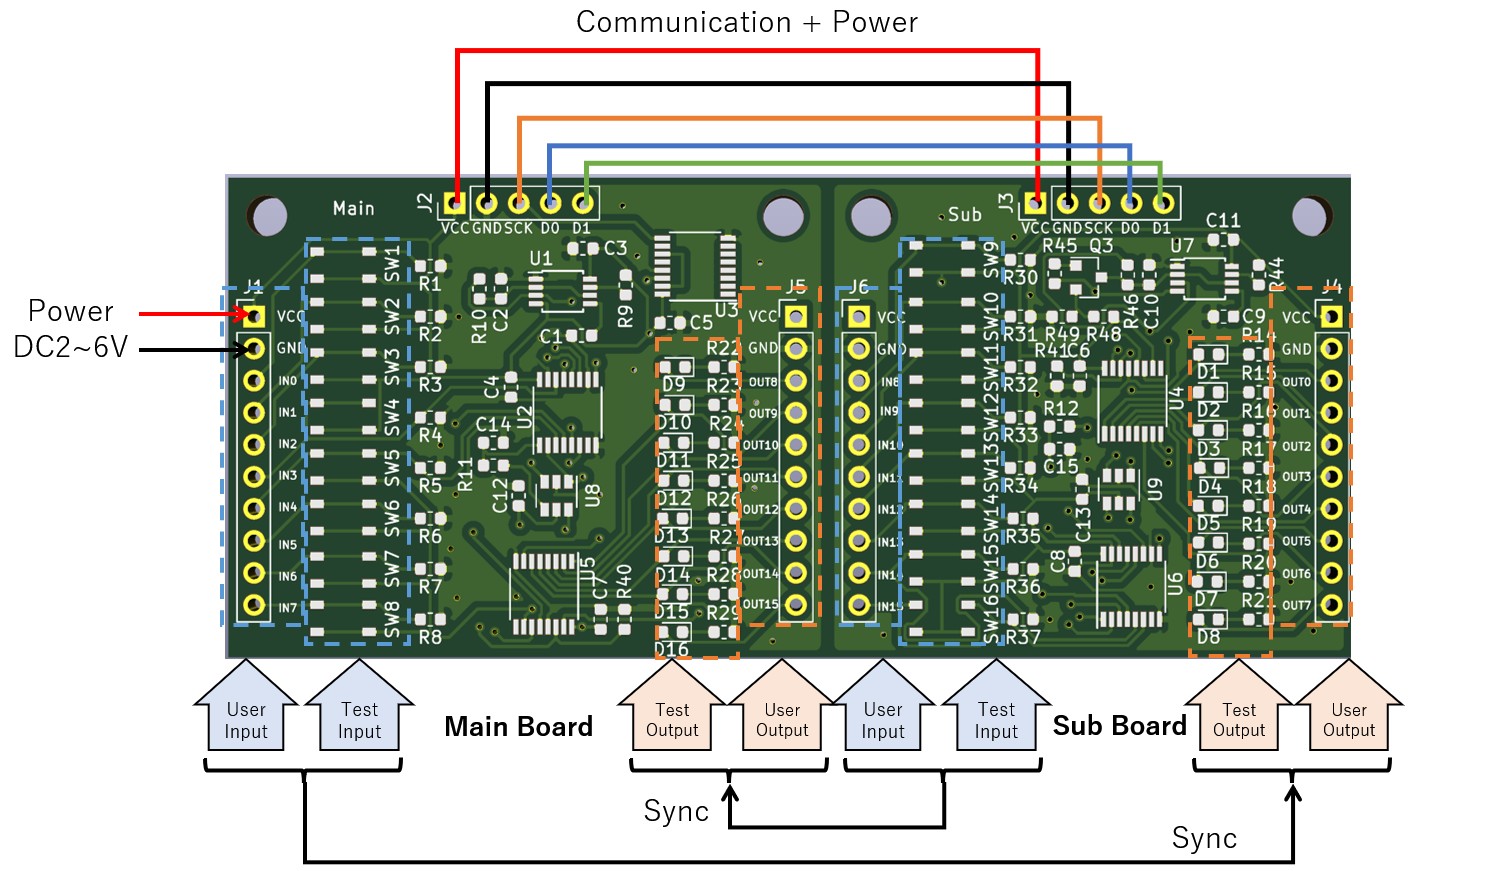 Communication + Power
Main
J2
VCC GND SCK D0 D1
Sub
J3
VCC GND SCK D0 D1
Power
DC2~6V
J1
VCC
GND
IN0
IN1
IN2
IN3
IN4
IN5
IN6
IN7
SW1
SW2
SW3
SW4
SW5
SW6
SW7
SW8
R1
R2
R3
R4
R5
R6
R7
R8
U1
C3
R10
C2
R9
C1
U3
C5
C4
U2
C14
R11
C12
U8
U5
C7
R40
D9
D10
D11
D12
D13
D14
D15
D16
R22
R23
R24
R25
R26
R27
R28
R29
J5
VCC
GND
OUT8
OUT9
OUT10
OUT11
OUT12
OUT13
OUT14
OUT15
J6
VCC
GND
IN8
IN9
IN10
IN11
IN12
IN13
IN14
IN15
SW9
SW10
SW11
SW12
SW13
SW14
SW15
SW16
R30
R31
R32
R33
R34
R35
R36
R37
R45
Q3
U7
C11
R44
R46
C10
C9
R49
R48
R41
C6
R12
C15
U4
U9
C13
C8
U6
D1
D2
D3
D4
D5
D6
D7
D8
R14
R15
R16
R17
R18
R19
R20
R21
J4
VCC
GND
OUT0
OUT1
OUT2
OUT3
OUT4
OUT5
OUT6
OUT7
User
Input
Test
Input
Main Board
Test
Output
User
Output
User
Input
Test
Input
Sub Board
Test
Output
User
Output
Sync
Sync